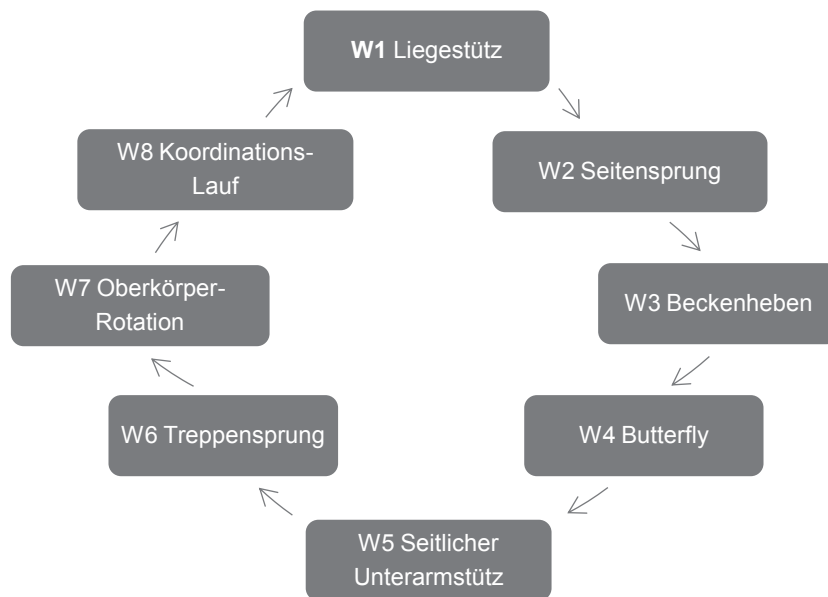 W1 Liegestütz
W2 Seitensprung
W3 Beckenheben
W4 Butterfly
W5 Seitlicher
Unterarmstütz
W6 Treppensprung
W7 Oberkörper-
Rotation
W8 Koordinations-
Lauf